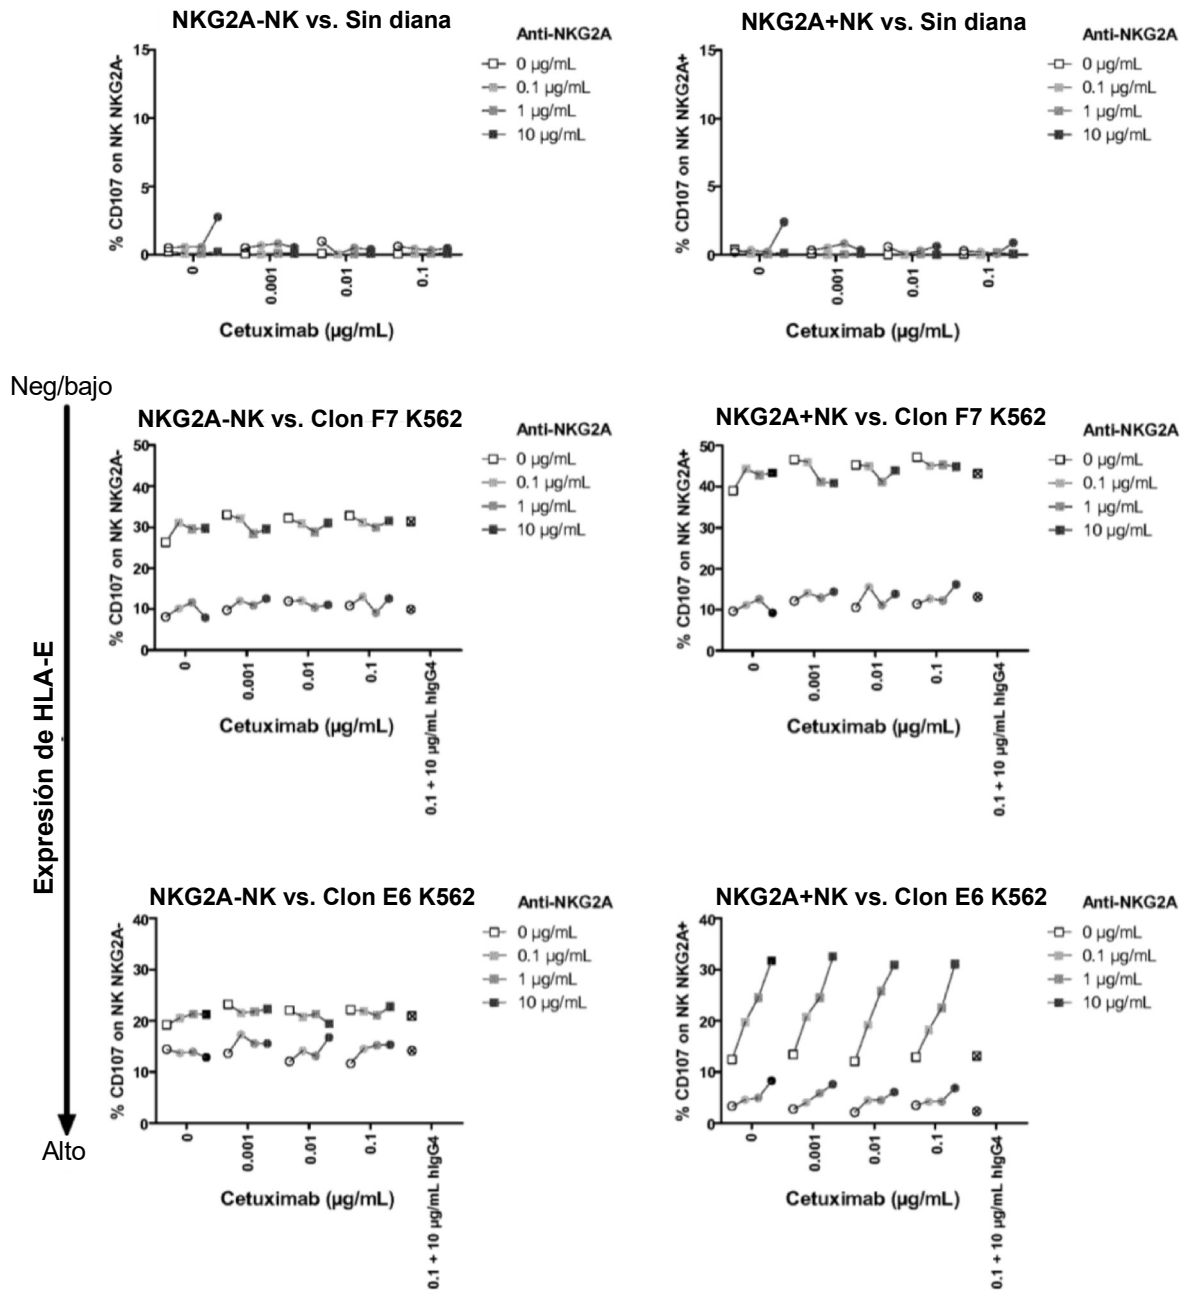 NKG2A-NK vs. Sin diana
Anti-NKG2A
0 µg/mL
0.1 µg/mL
1 µg/mL
10 µg/mL
% CD107 on NK NKG2A-
15
10
5
0
0
0.001
0.01
0.1
Cetuximab (µg/mL)
NKG2A+NK vs. Sin diana
Anti-NKG2A
0 µg/mL
0.1 µg/mL
1 µg/mL
10 µg/mL
% CD107 on NK NKG2A+
15
10
5
0
0
0.001
0.01
0.1
Cetuximab (µg/mL)
Neg/bajo
Expresión de HLA-E
Alto
NKG2A-NK vs. Clon F7 K562
Anti-NKG2A
0 µg/mL
0.1 µg/mL
1 µg/mL
10 µg/mL
% CD107 on NK NKG2A-
50
40
30
20
10
0
0
0.001
0.01
0.1
0.1 + 10 µg/mL hIgG4
Cetuximab (µg/mL)
NKG2A+NK vs. Clon F7 K562
Anti-NKG2A
0 µg/mL
0.1 µg/mL
1 µg/mL
10 µg/mL
% CD107 on NK NKG2A+
50
40
30
20
10
0
0
0.001
0.01
0.1
0.1 + 10 µg/mL hIgG4
Cetuximab (µg/mL)
NKG2A-NK vs. Clon E6 K562
Anti-NKG2A
0 µg/mL
0.1 µg/mL
1 µg/mL
10 µg/mL
% CD107 on NK NKG2A-
40
30
20
10
0
0
0.001
0.01
0.1
0.1 + 10 µg/mL hIgG4
Cetuximab (µg/mL)
NKG2A+NK vs. Clon E6 K562
Anti-NKG2A
0 µg/mL
0.1 µg/mL
1 µg/mL
10 µg/mL
% CD107 on NK NKG2A+
40
30
20
10
0
0
0.001
0.01
0.1
0.1 + 10 µg/mL hIgG4
Cetuximab (µg/mL)